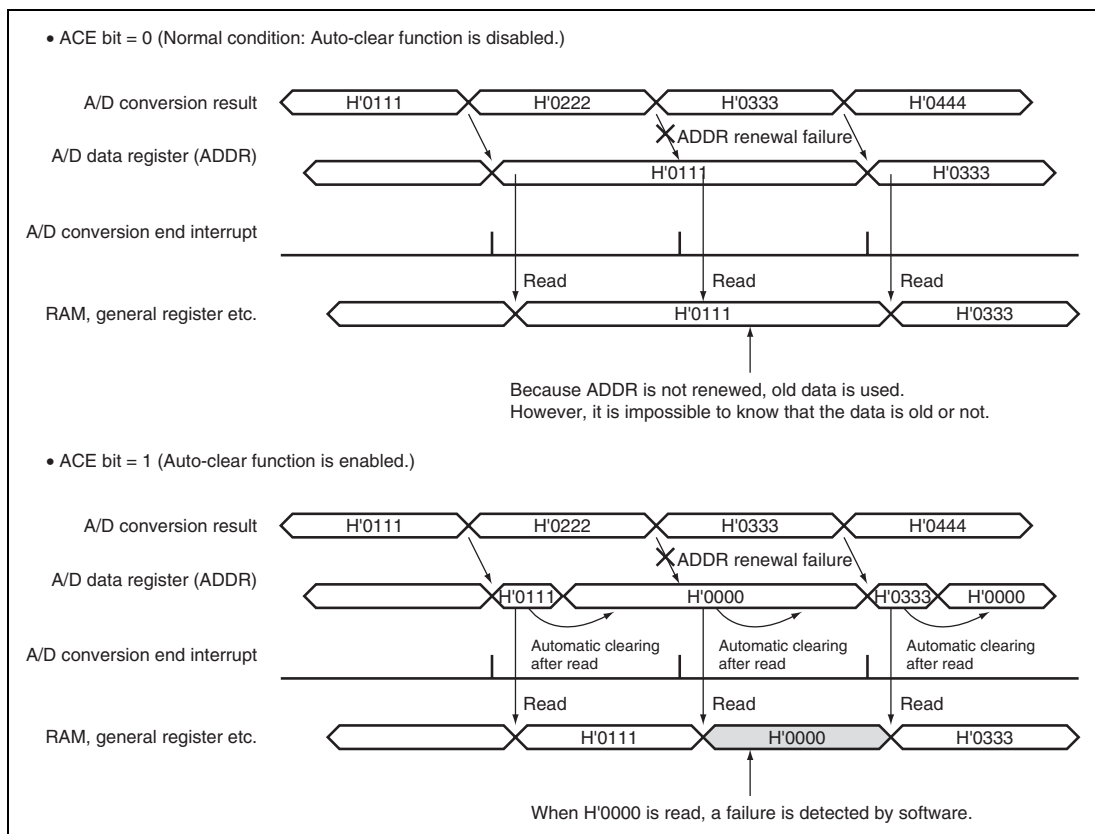 • ACE bit = 0 (Normal condition: Auto-clear function is disabled.)
A/D conversion result
H'0111
H'0222
H'0333
H'0444
ADDR renewal failure
A/D data register (ADDR)
H'0111
H'0333
A/D conversion end interrupt
Read
Read
Read
RAM, general register etc.
H'0111
H'0333
Because ADDR is not renewed, old data is used.
However, it is impossible to know that the data is old or not.
• ACE bit = 1 (Auto-clear function is enabled.)
A/D conversion result
H'0111
H'0222
H'0333
H'0444
ADDR renewal failure
A/D data register (ADDR)
H'0111
H'0000
H'0333
H'0000
Automatic clearing
after read
Automatic clearing
after read
Automatic clearing
after read
A/D conversion end interrupt
Read
Read
Read
RAM, general register etc.
H'0111
H'0000
H'0333
When H'0000 is read, a failure is detected by software.